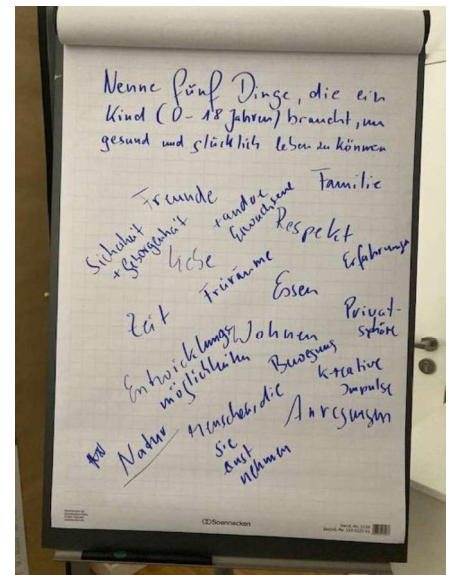 Nenne fünf Dinge, die ein
Kind (0-18 Jahren) braucht, um
gesund und glücklich leben zu können
Familie
Freunde
+ andere
Erwachsene
Respekt
Sicherheit
+ Geborgenheit
Liebe
Freiräume
Erfahrungen
Essen
Zeit
Privat-
sphäre
Entwicklungs-
möglichkeiten
Wohnen
Bewegung
kreative
Impulse
Anregungen
Natur
Menschen, die
sie
ernst
nehmen
Soennecken